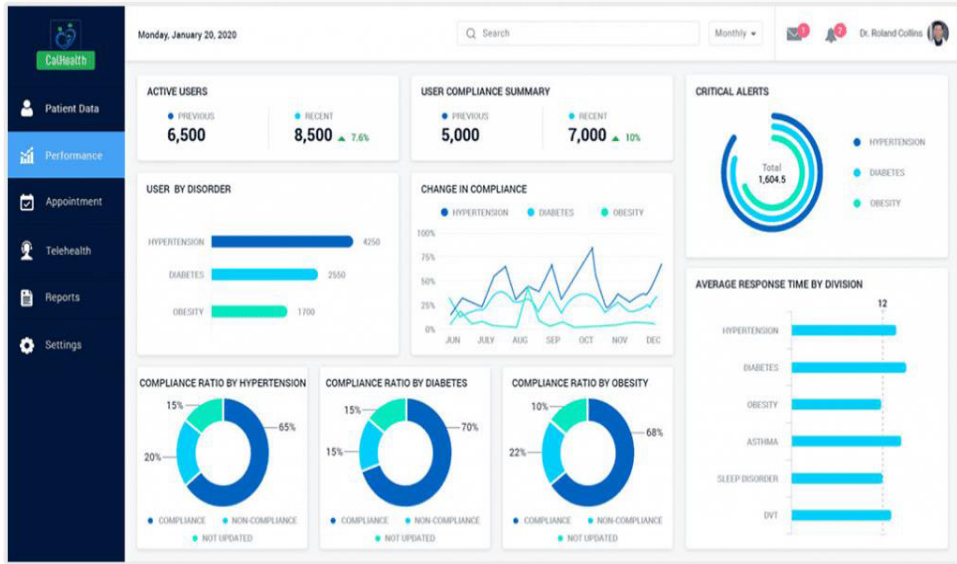 CalHealth
Monday, January 20, 2020
Search
Monthly
1
2
Dr. Roland Collins
Patient Data
Performance
Appointment
Telehealth
Reports
Settings
ACTIVE USERS
PREVIOUS
6,500
RECENT
8,500 7.6%
USER COMPLIANCE SUMMARY
PREVIOUS
5,000
RECENT
7,000 10%
CRITICAL ALERTS
Total
1,604.5
HYPERTENSION
DIABETES
OBESITY
USER BY DISORDER
HYPERTENSION 4250
DIABETES 2550
OBESITY 1700
CHANGE IN COMPLIANCE
HYPERTENSION DIABETES OBESITY
100%
75%
50%
25%
0%
JUN JULY AUG SEP OCT NOV DEC
AVERAGE RESPONSE TIME BY DIVISION
12
HYPERTENSION
DIABETES
OBESITY
ASTHMA
SLEEP DISORDER
DVT
COMPLIANCE RATIO BY HYPERTENSION
15%
65%
20%
COMPLIANCE NON-COMPLIANCE
NOT UPDATED
COMPLIANCE RATIO BY DIABETES
15%
70%
15%
COMPLIANCE NON-COMPLIANCE
NOT UPDATED
COMPLIANCE RATIO BY OBESITY
10%
68%
22%
COMPLIANCE NON-COMPLIANCE
NOT UPDATED